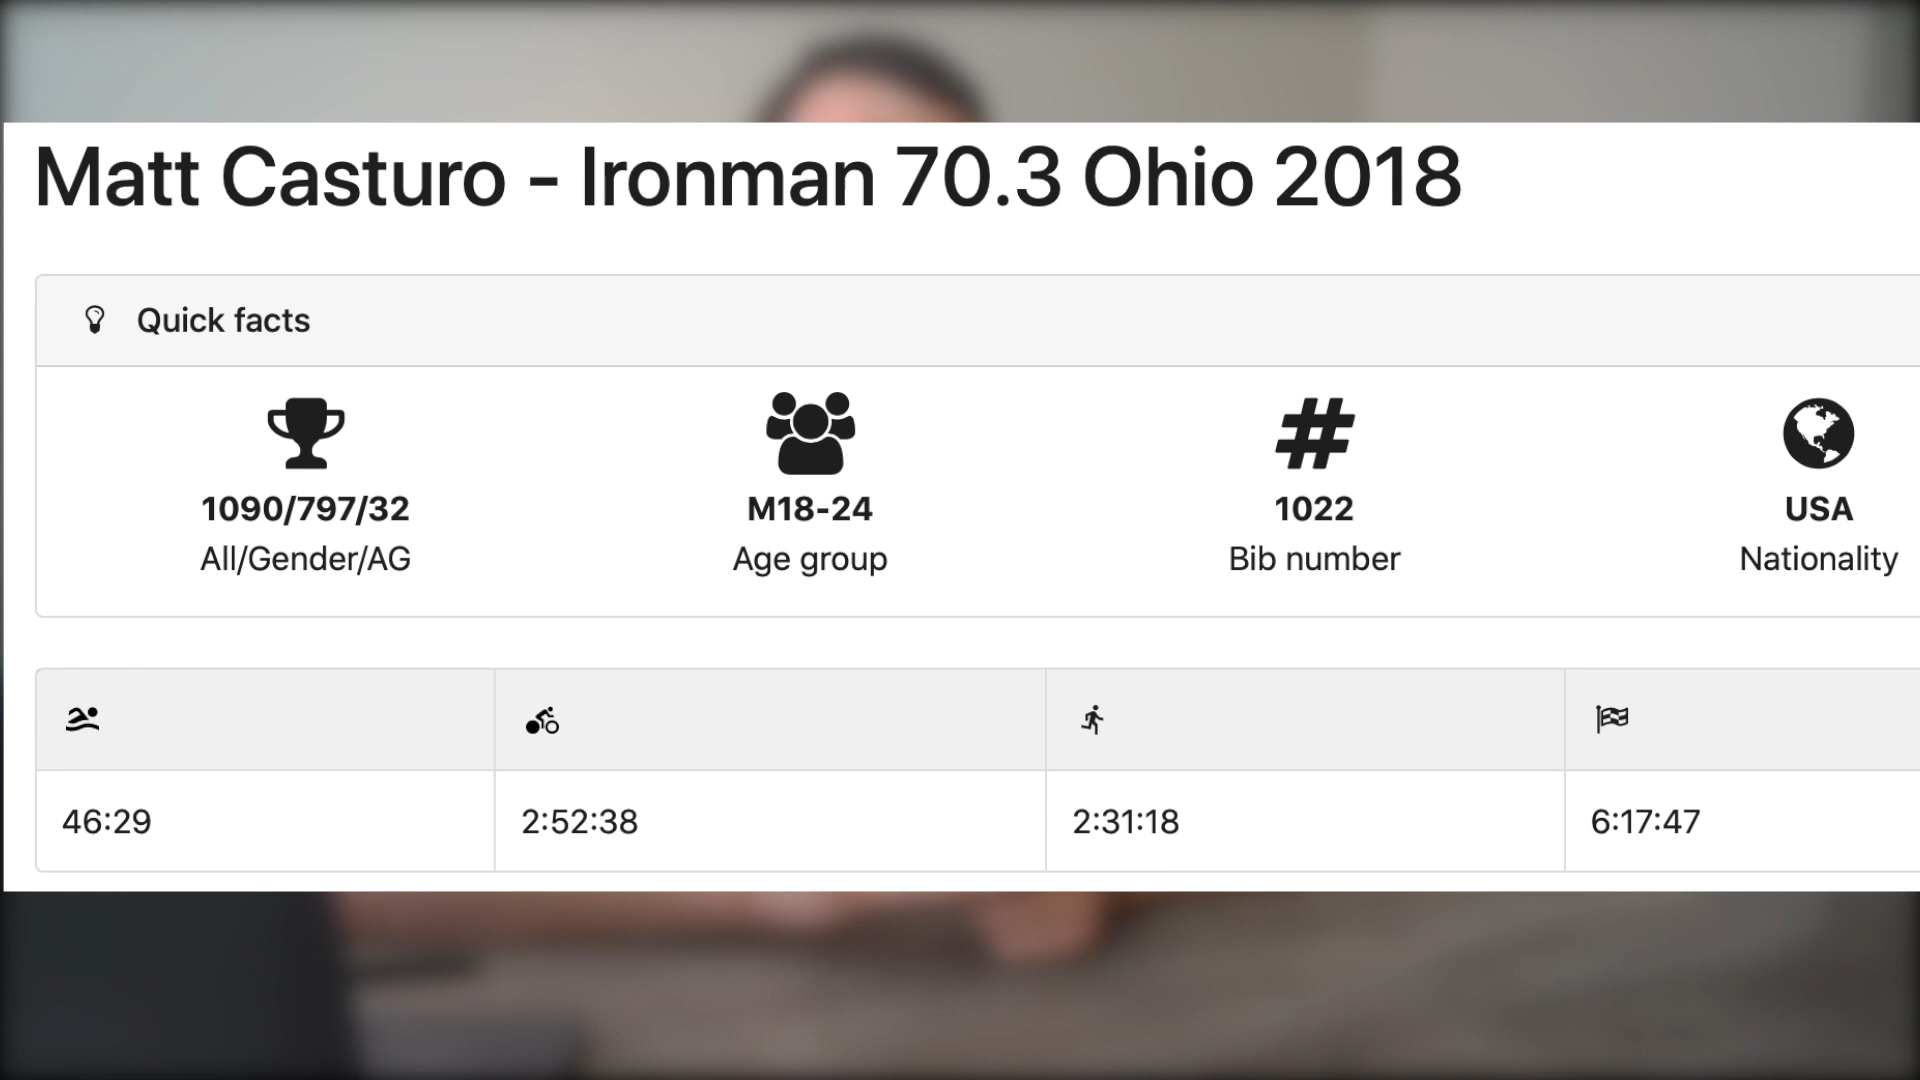 Matt Casturo - Ironman 70.3 Ohio 2018
Quick facts
1090/797/32
All/Gender/AG
M18-24
Age group
1022
Bib number
USA
Nationality
46:29
2:52:38
2:31:18
6:17:47